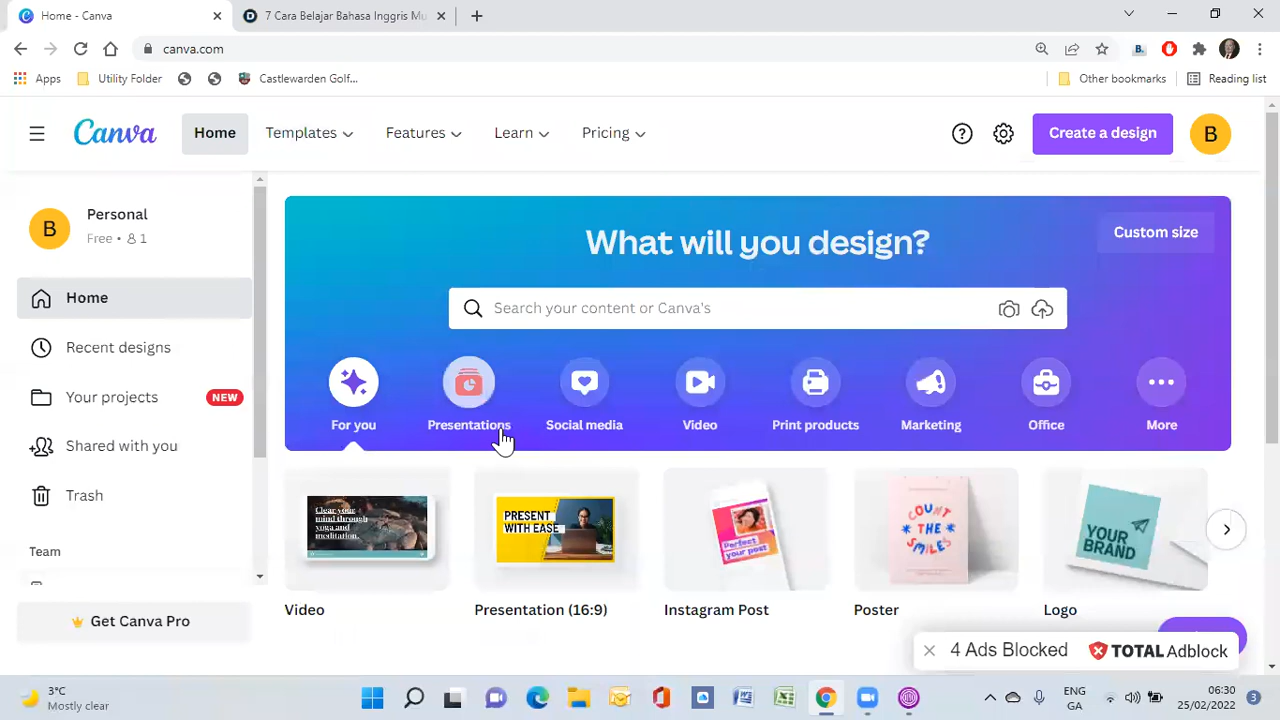 Home - Canva
7 Cara Belajar Bahasa Inggris Mu
canva.com
Apps
Utility Folder
Castlewarden Golf...
B.
Other bookmarks
Reading list
Canva
Home
Templates
Features
Learn
Pricing
Create a design
B
B
Personal
Free • 1
Home
Recent designs
Your projects
NEW
Shared with you
Trash
Team
Get Canva Pro
What will you design?
Custom size
Search your content or Canva's
For you
Presentations
Social media
Video
Print products
Marketing
Office
More
Clear your
mind through
yoga and
meditation.
PRESENT
WITH EASE
Perfect
your post
COUNT
THE
SMILES
YOUR
BRAND
Video
Presentation (16:9)
Instagram Post
Poster
Logo
4 Ads Blocked
TOTAL Adblock
3°C
Mostly clear
ENG
GA
06:30
25/02/2022
3